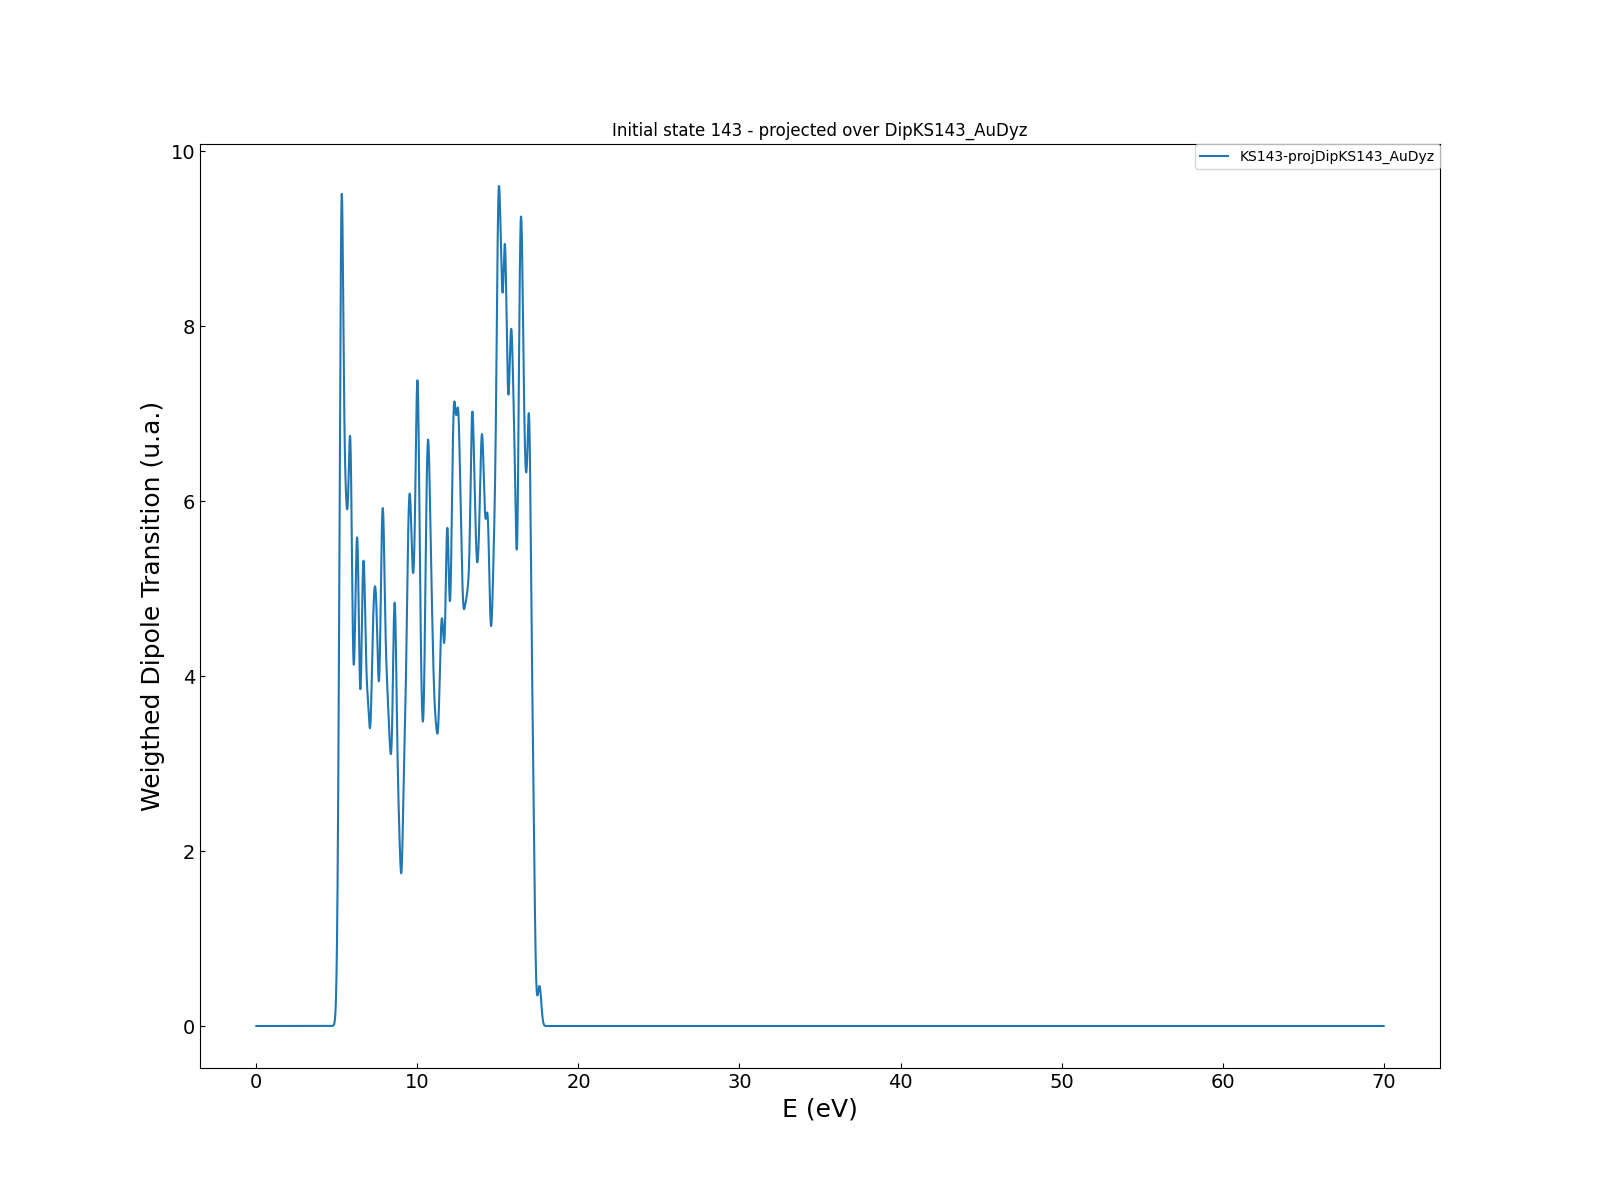 Initial state 143 - projected over DipKS143_AuDyz
KS143-projDipKS143_AuDyz
10
8
6
4
2
0
Weigthed Dipole Transition (u.a.)
0 10 20 30 40 50 60 70
E (eV)